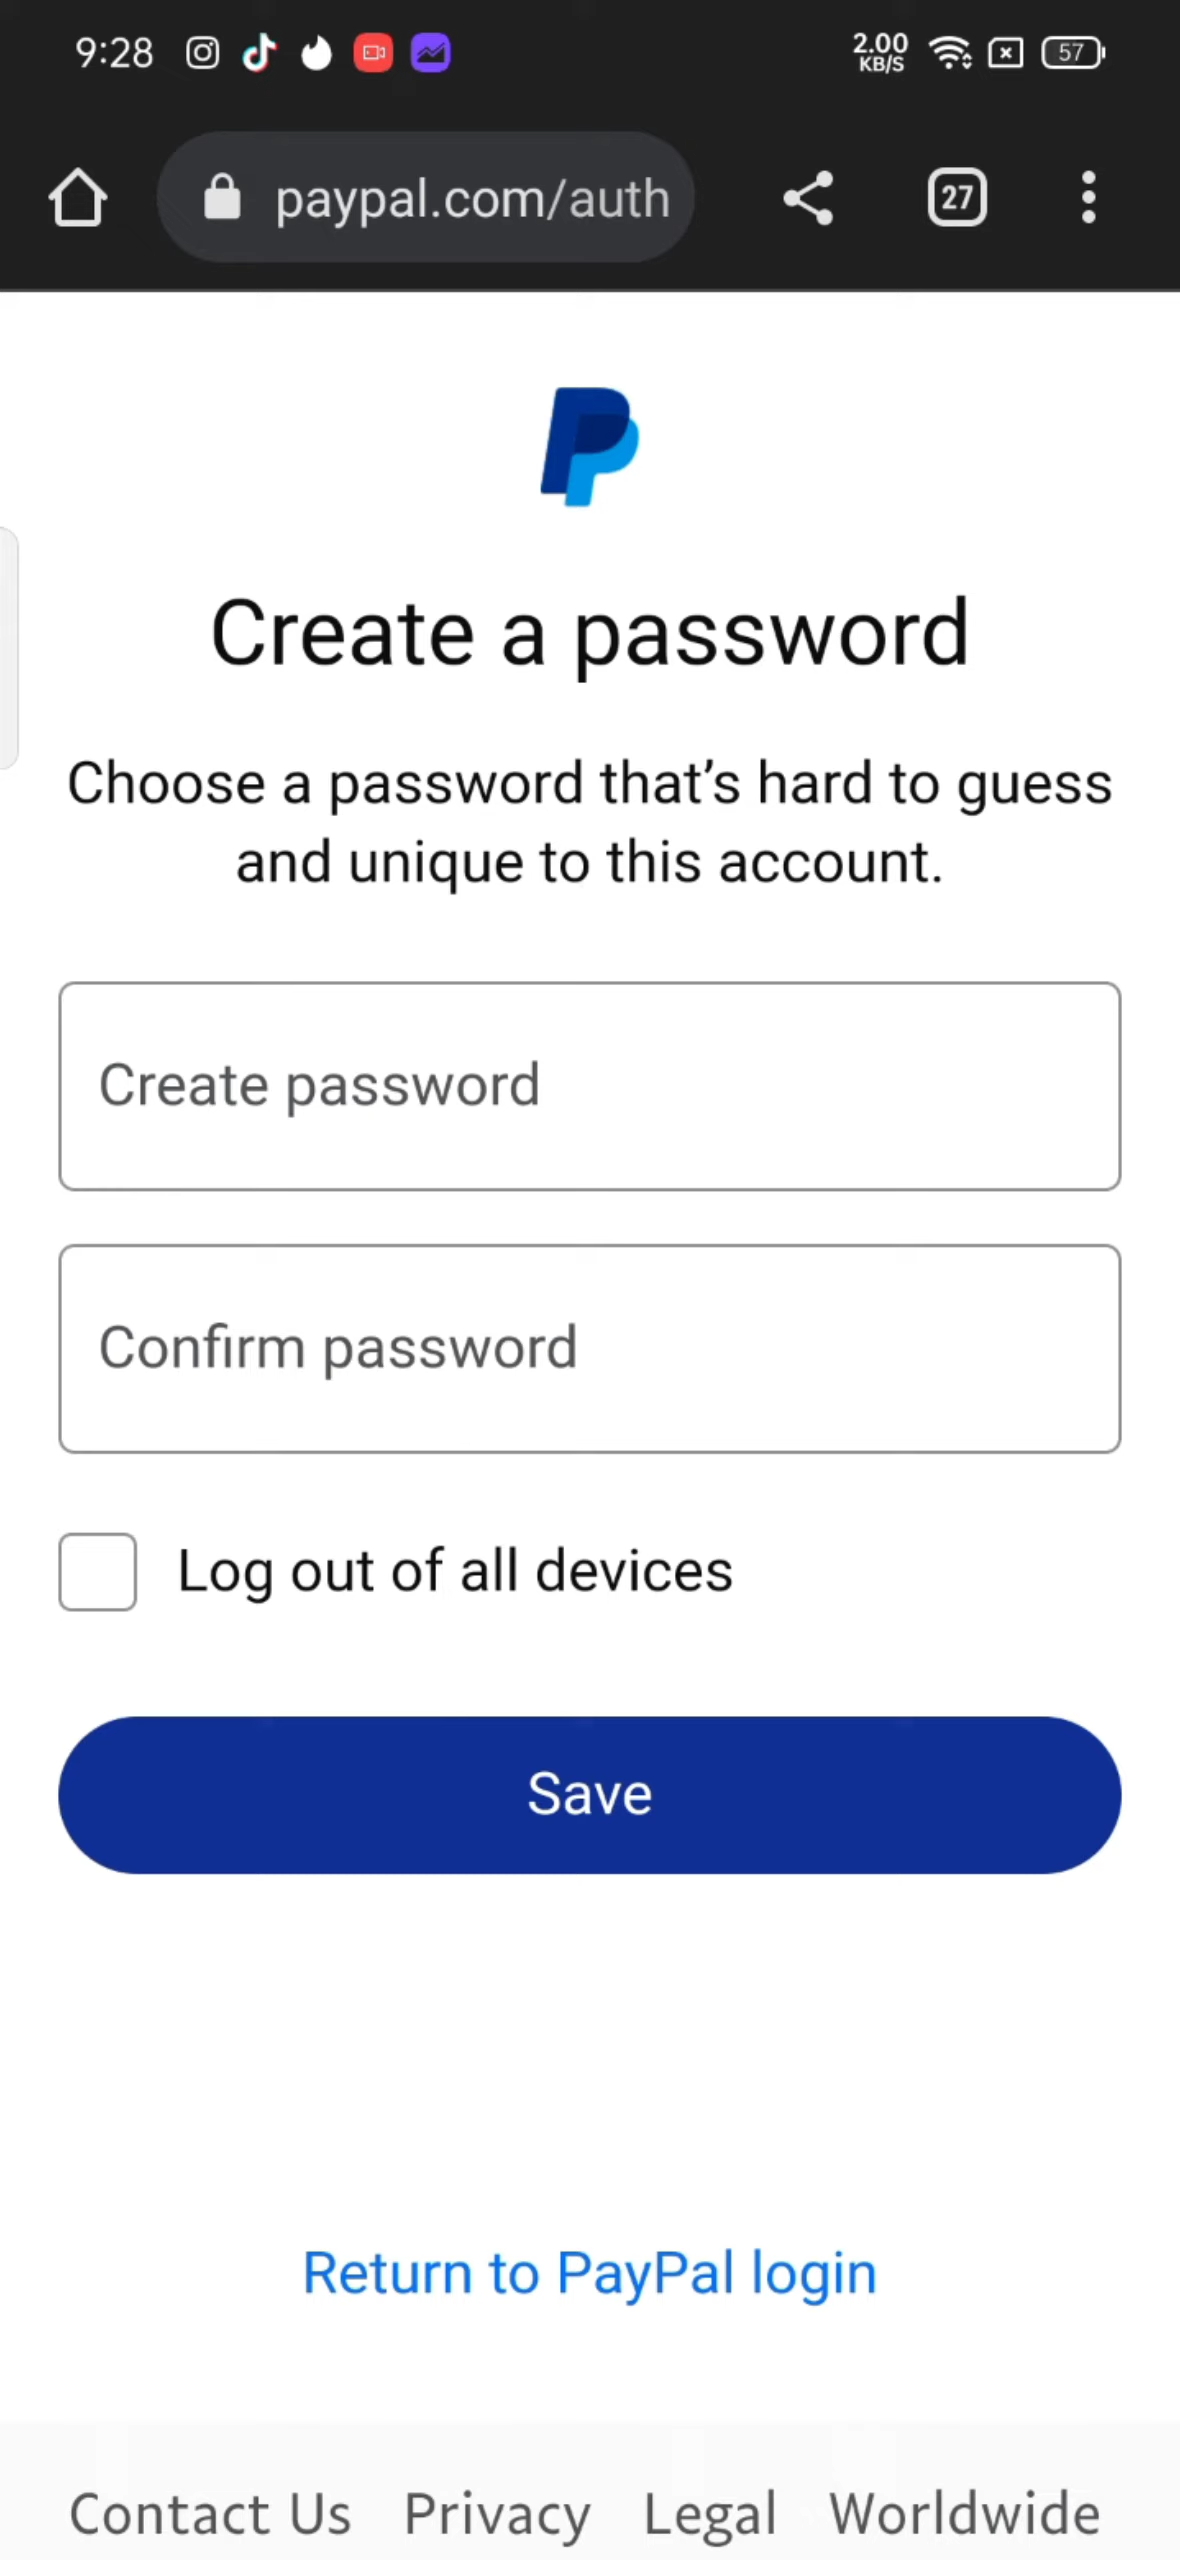 9:28 2.00 KB/S 57
paypal.com/auth 27
Create a password
Choose a password that’s hard to guess
and unique to this account.
Create password
Confirm password
Log out of all devices
Save
Return to PayPal login
Contact Us Privacy Legal Worldwide